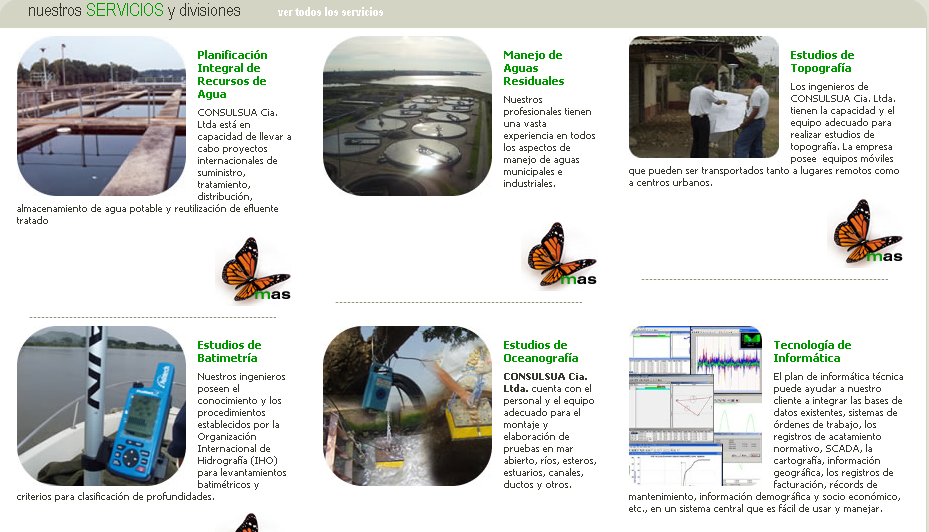 nuestros SERVICIOS y divisiones
ver todos los servicios
Planificación
Integral de
Recursos de
Agua
CONSULSUA Cia.
Ltda está en
capacidad de llevar a
cabo proyectos
internacionales de
suministro,
tratamiento,
distribución,
almacenamiento de agua potable y reutilización de efluente
tratado
mas
Manejo de
Aguas
Residuales
Nuestros
profesionales tienen
una vasta
experiencia en todos
los aspectos de
manejo de aguas
municipales e
industriales.
mas
Estudios de
Topografía
Los ingenieros de
CONSULSUA Cia. Ltda.
tienen la capacidad y el
equipo adecuado para
realizar estudios de
topografía. La empresa
posee equipos móviles
que pueden ser transportados tanto a lugares remotos como
a centros urbanos.
mas
Estudios de
Batimetría
Nuestros ingenieros
poseen el
conocimiento y los
procedimientos
establecidos por la
Organización
Internacional de
Hidrografía (IHO)
para levantamientos
batimétricos y
criterios para clasificación de profundidades.
Estudios de
Oceanografía
CONSULSUA Cia.
Ltda. cuenta con el
personal y el equipo
adecuado para el
montaje y
elaboración de
pruebas en mar
abierto, ríos, esteros,
estuarios, canales,
ductos y otros.
Tecnología de
Informática
El plan de informática técnica
puede ayudar a nuestro
cliente a integrar las bases de
datos existentes, sistemas de
órdenes de trabajo, los
registros de acatamiento
normativo, SCADA, la
cartografía, información
geográfica, los registros de
facturación, récords de
mantenimiento, información demográfica y socio económico,
etc., en un sistema central que es fácil de usar y manejar.